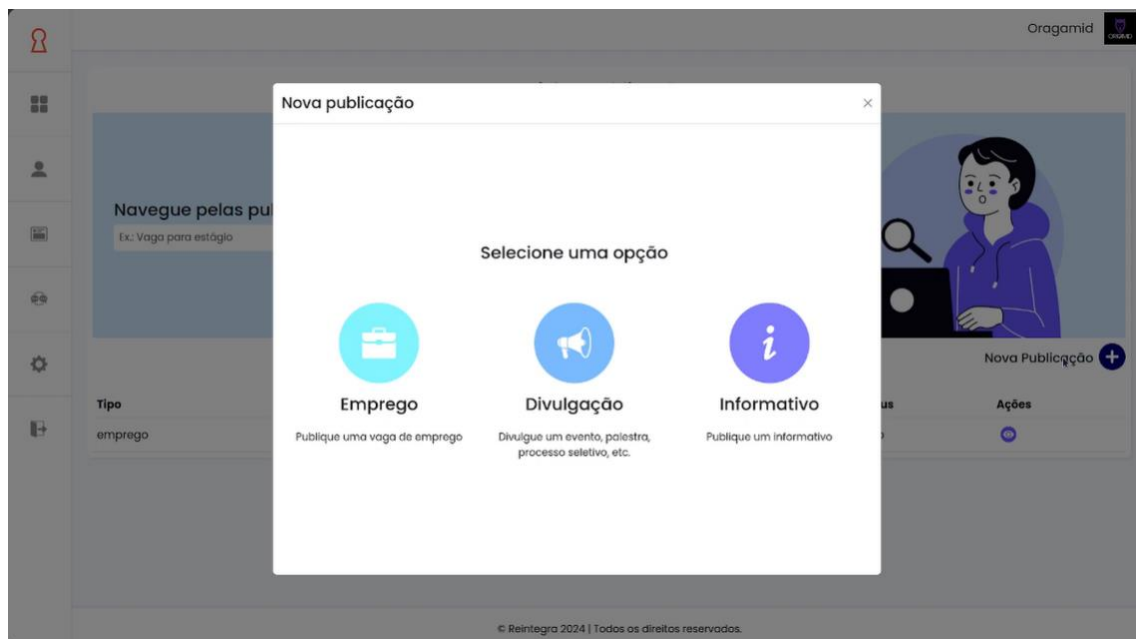 Oragamid
Nova publicação
×
Navegue pelas pu
Ex.: Vaga para estágio
Selecione uma opção
Emprego
Divulgação
Informativo
Publique uma vaga de emprego
Divulgue um evento, palestra,
processo seletivo, etc.
Publique um informativo
Nova Publicação
Tipo
us
Ações
emprego
© Reintegra 2024 | Todos os direitos reservados.